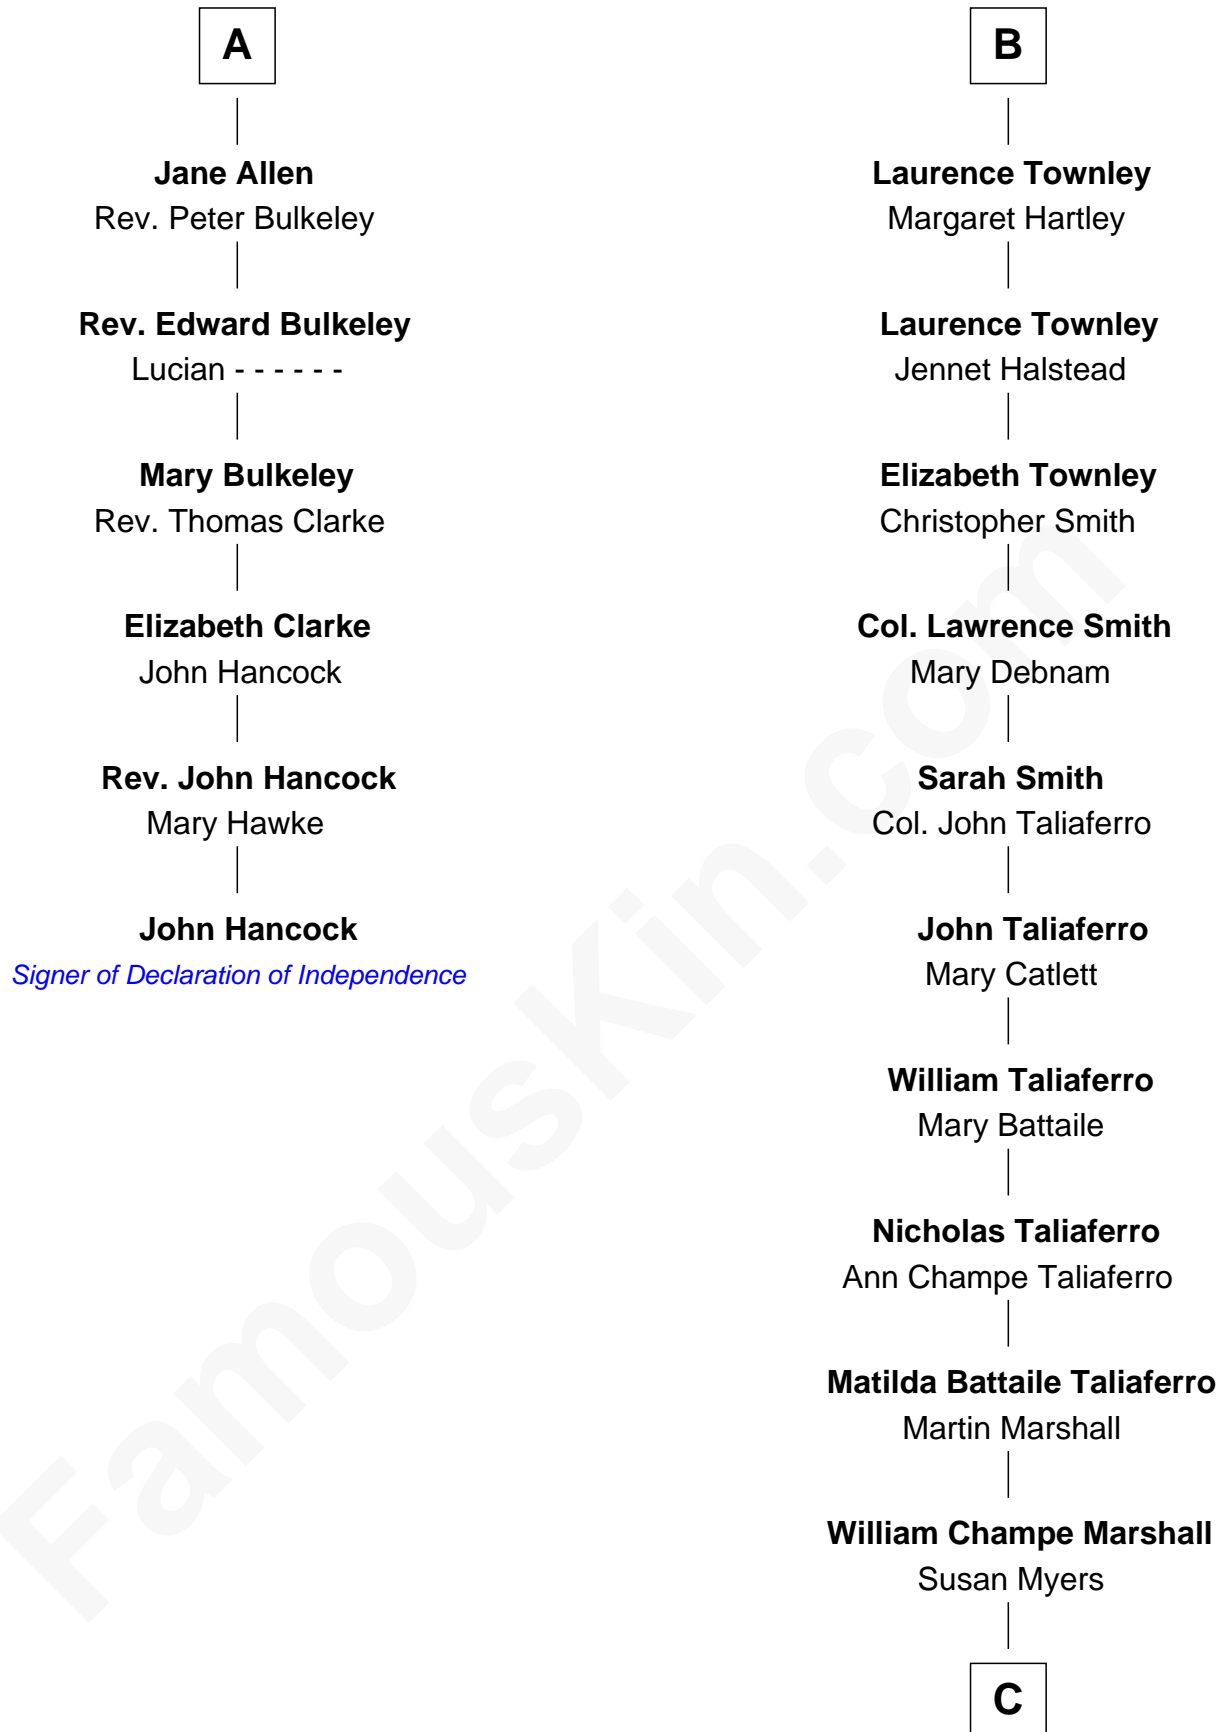 A
Jane Allen
Rev. Peter Bulkeley
Rev. Edward Bulkeley
Lucian - - - - - -
Mary Bulkeley
Rev. Thomas Clarke
Elizabeth Clarke
John Hancock
Rev. John Hancock
Mary Hawke
John Hancock
Signer of Declaration of Independence
B
Laurence Townley
Margaret Hartley
Laurence Townley
Jennet Halstead
Elizabeth Townley
Christopher Smith
Col. Lawrence Smith
Mary Debnam
Sarah Smith
Col. John Taliaferro
John Taliaferro
Mary Catlett
William Taliaferro
Mary Battaile
Nicholas Taliaferro
Ann Champe Taliaferro
Matilda Battaile Taliaferro
Martin Marshall
William Champe Marshall
Susan Myers
C
FamousKin.com